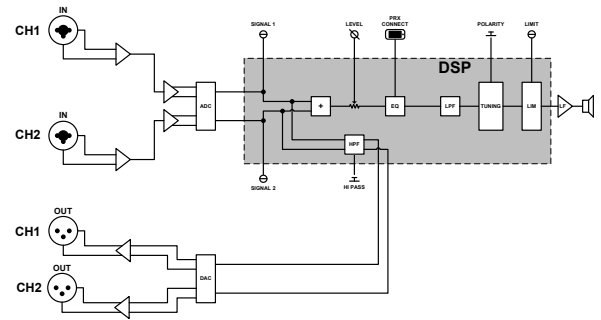 IN
CH1
SIGNAL 1
LEVEL
PRX
CONNECT
POLARITY
LIMIT
DSP
ADC
+
EQ
LPF
TUNING
LIM
LF
IN
CH2
HPF
SIGNAL 2
HI PASS
OUT
CH1
OUT
DAC
CH2